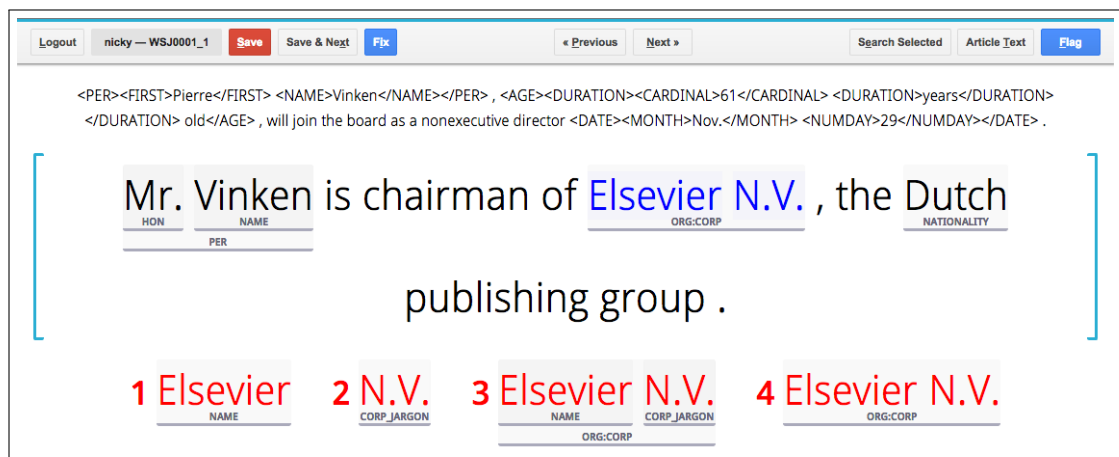 Logout nicky — WSJ0001_1 Save Save & Next Fix « Previous Next » Search Selected Article Text Flag
<PER><FIRST>Pierre</FIRST> <NAME>Vinken</NAME></PER> , <AGE><DURATION><CARDINAL>61</CARDINAL> <DURATION>years</DURATION>
</DURATION> old</AGE> , will join the board as a nonexecutive director <DATE><MONTH>Nov.</MONTH> <NUMDAY>29</NUMDAY></DATE> .
Mr. Vinken is chairman of Elsevier N.V. , the Dutch
HON NAME ORG:CORP NATIONALITY
PER
publishing group .
1 Elsevier 2 N.V. 3 Elsevier N.V. 4 Elsevier N.V.
NAME CORP_JARGON NAME CORP_JARGON ORG:CORP
ORG:CORP